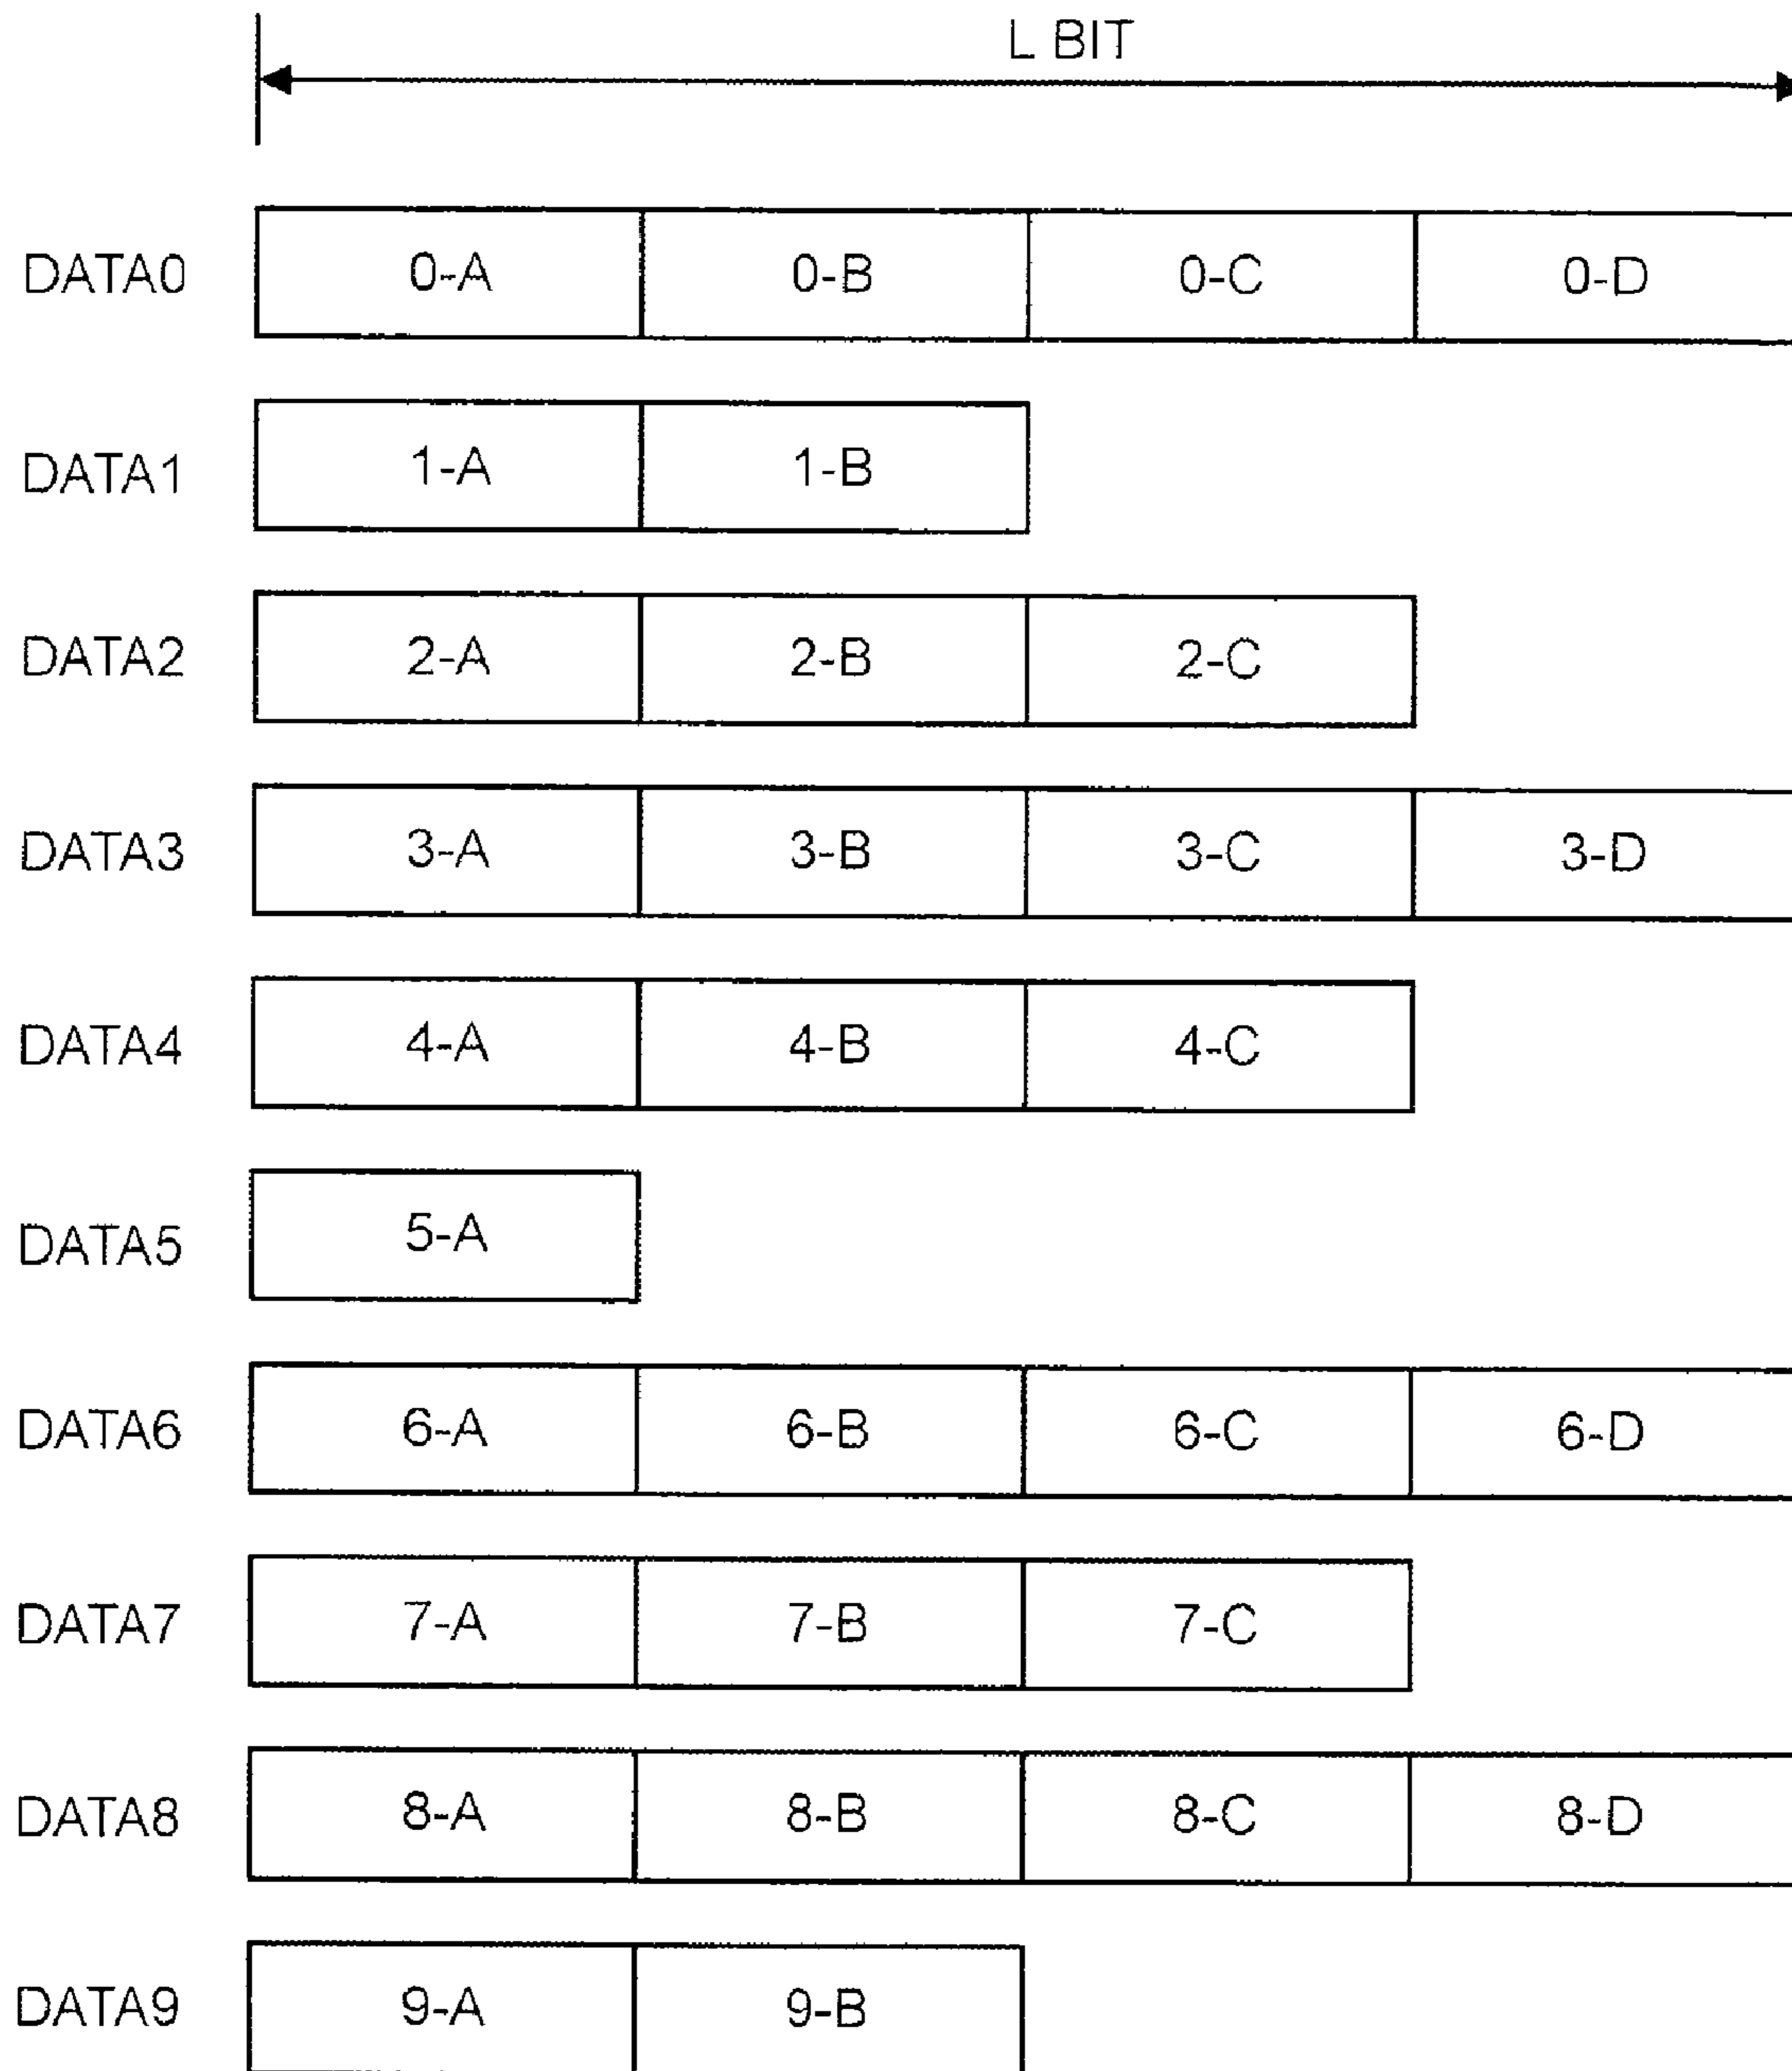 L BIT
DATA0 0-A 0-B 0-C 0-D
DATA1 1-A 1-B
DATA2 2-A 2-B 2-C
DATA3 3-A 3-B 3-C 3-D
DATA4 4-A 4-B 4-C
DATA5 5-A
DATA6 6-A 6-B 6-C 6-D
DATA7 7-A 7-B 7-C
DATA8 8-A 8-B 8-C 8-D
DATA9 9-A 9-B